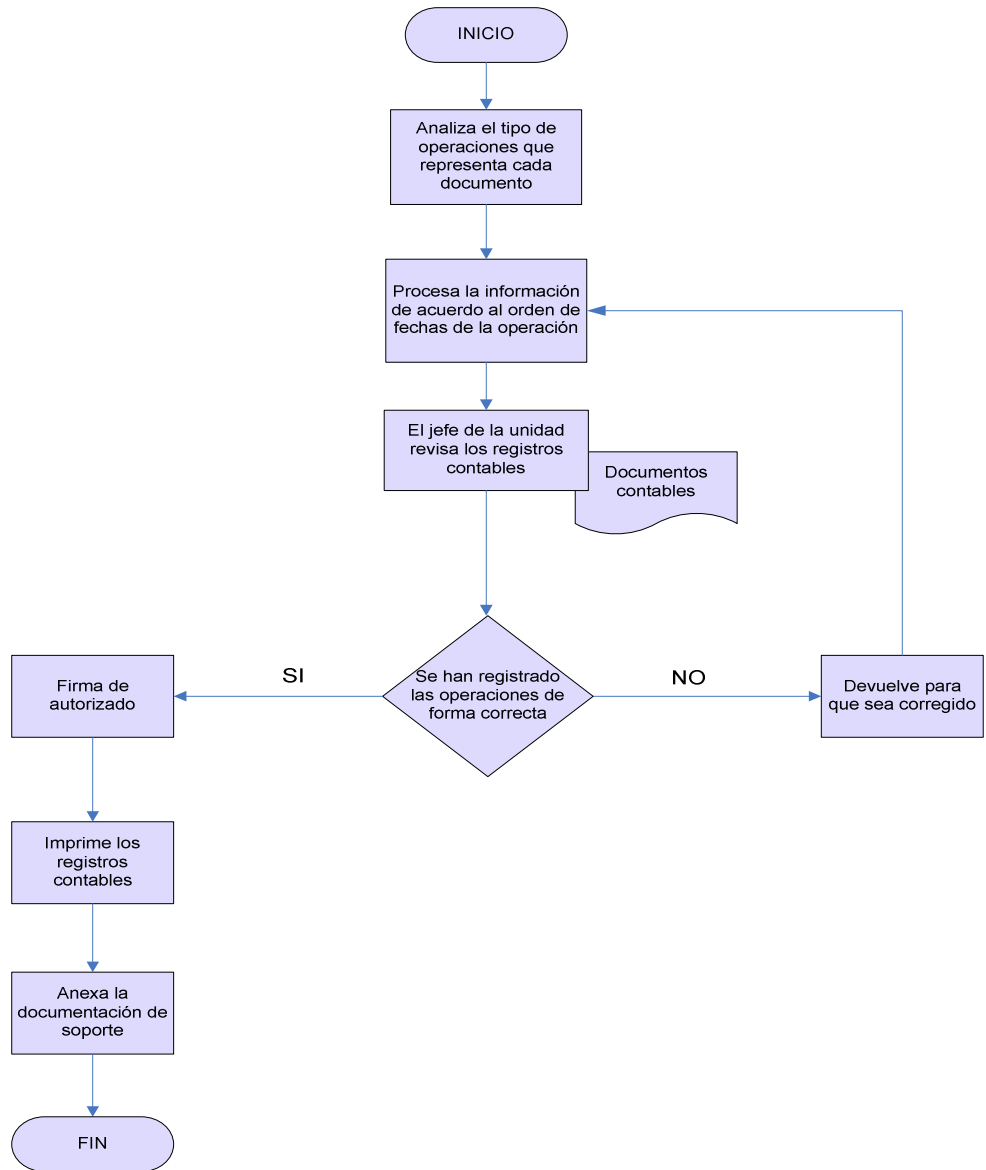 INICIO
Analiza el tipo de
operaciones que
representa cada
documento
Procesa la información
de acuerdo al orden de
fechas de la operación
El jefe de la unidad
revisa los registros
contables
Documentos
contables
Se han registrado
las operaciones de
forma correcta
SI
NO
Firma de
autorizado
Devuelve para
que sea corregido
Imprime los
registros
contables
Anexa la
documentación de
soporte
FIN